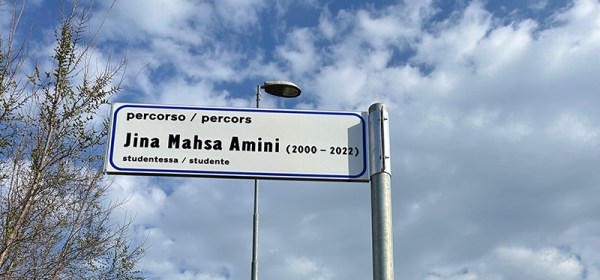 percorso / percors
Jina Mahsa Amini (2000 – 2022)
studentessa / studente